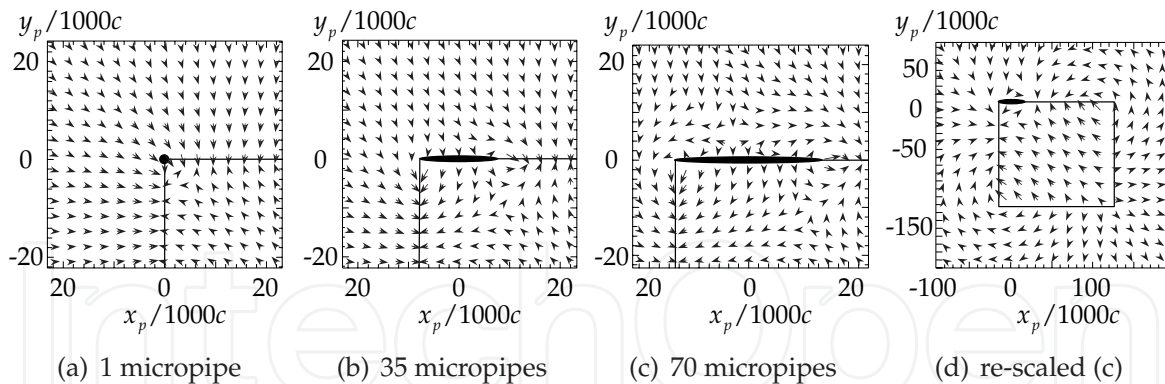 y_p/1000c y_p/1000c y_p/1000c y_p/1000c
20 20 20 50
0 0 0 0
-50
-20 -20 -20 -150
20 0 20 20 0 20 20 0 20 -100 0 100
x_p/1000c x_p/1000c x_p/1000c x_p/1000c
(a) 1 micropipe (b) 35 micropipes (c) 70 micropipes (d) re-scaled (c)
IntechOpen